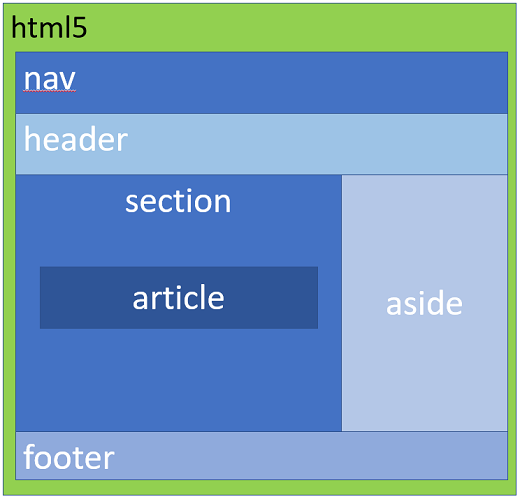 html5
nav
header
section
article
aside
footer